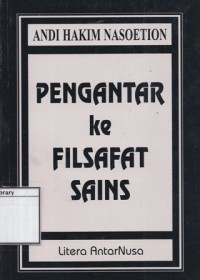 ANDI HAKIM NASOETION
PENGANTAR
ke
FILSAFAT
SAINS
Litera AntarNusa